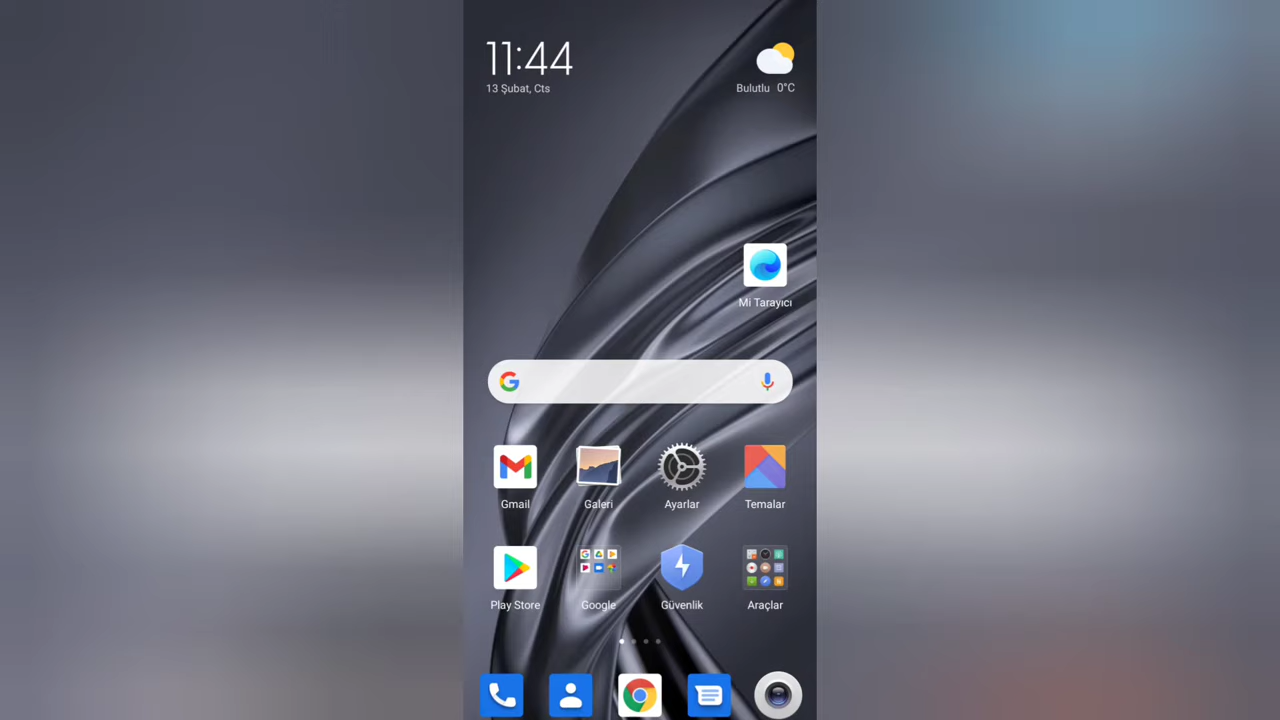 11:44
13 Şubat, Cts
Bulutlu 0°C
Mi Tarayıcı
Gmail
Galeri
Ayarlar
Temalar
Play Store
Google
Güvenlik
Araçlar